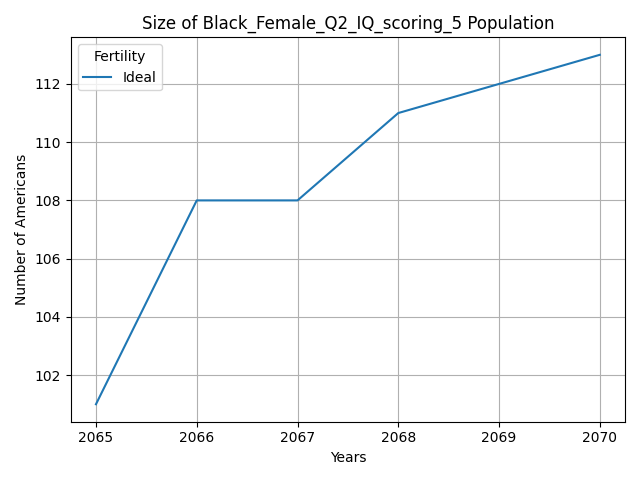 Size of Black_Female_Q2_IQ_scoring_5 Population
Fertility
Ideal
Number of Americans
112
110
108
106
104
102
2065 2066 2067 2068 2069 2070
Years